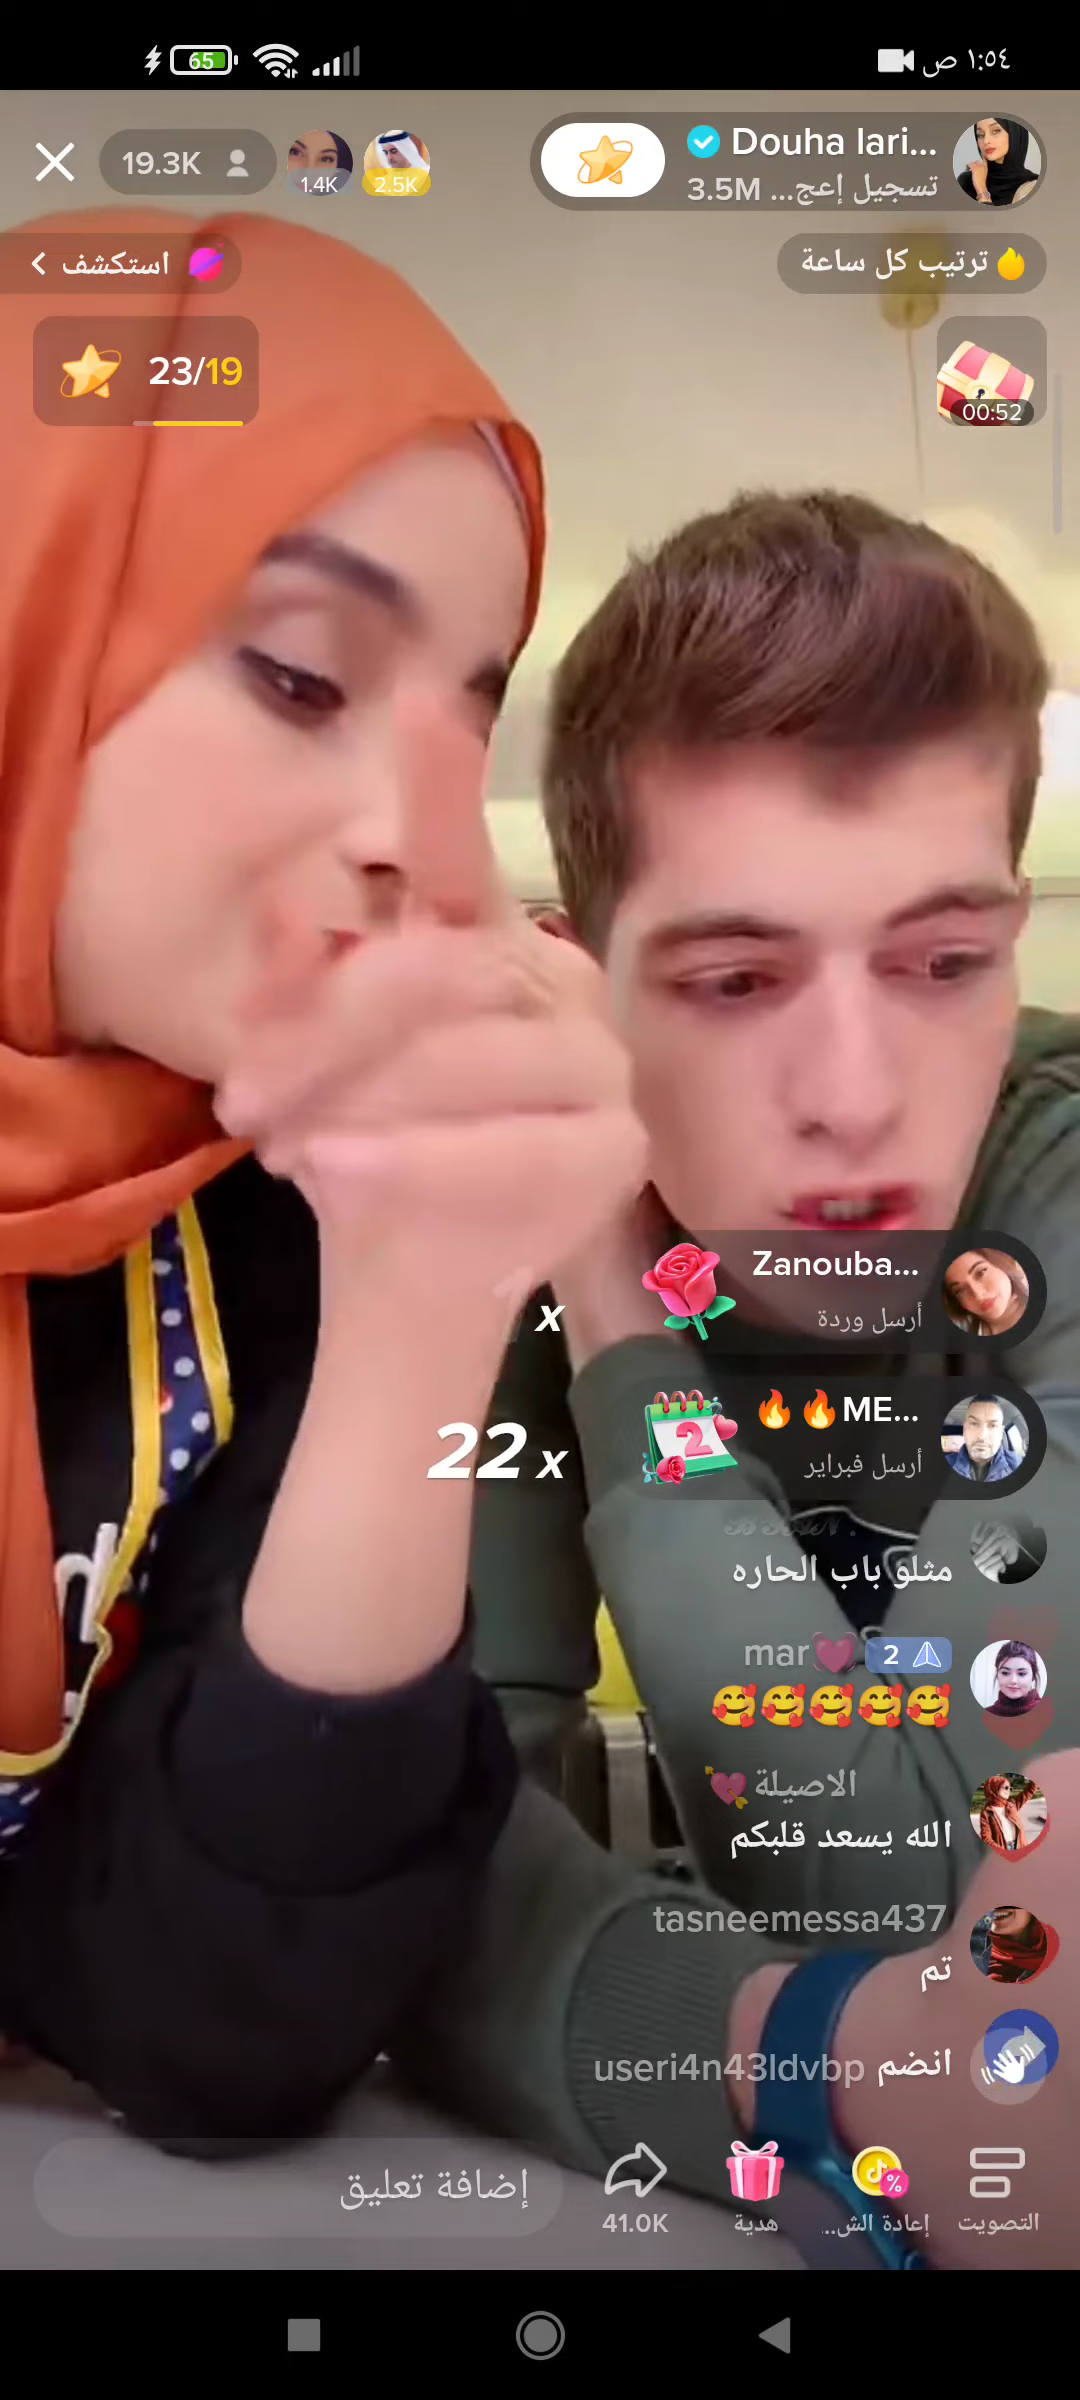 65
١:٥٤ ص
19.3K
1.4K
2.5K
Douha lari...
3.5M تسجيل إعج...
استكشف
ترتيب كل ساعة
23/19
00:52
Zanouba...
أرسل وردة
x
ME...
أرسل فبراير
22 x
2
مثلو باب الحاره
mar
2
الاصيلة
الله يسعد قلبكم
tasneemessa437
تم
useri4n43ldvbp انضم
إضافة تعليق
41.0K
هدية
إعادة الش...
التصويت